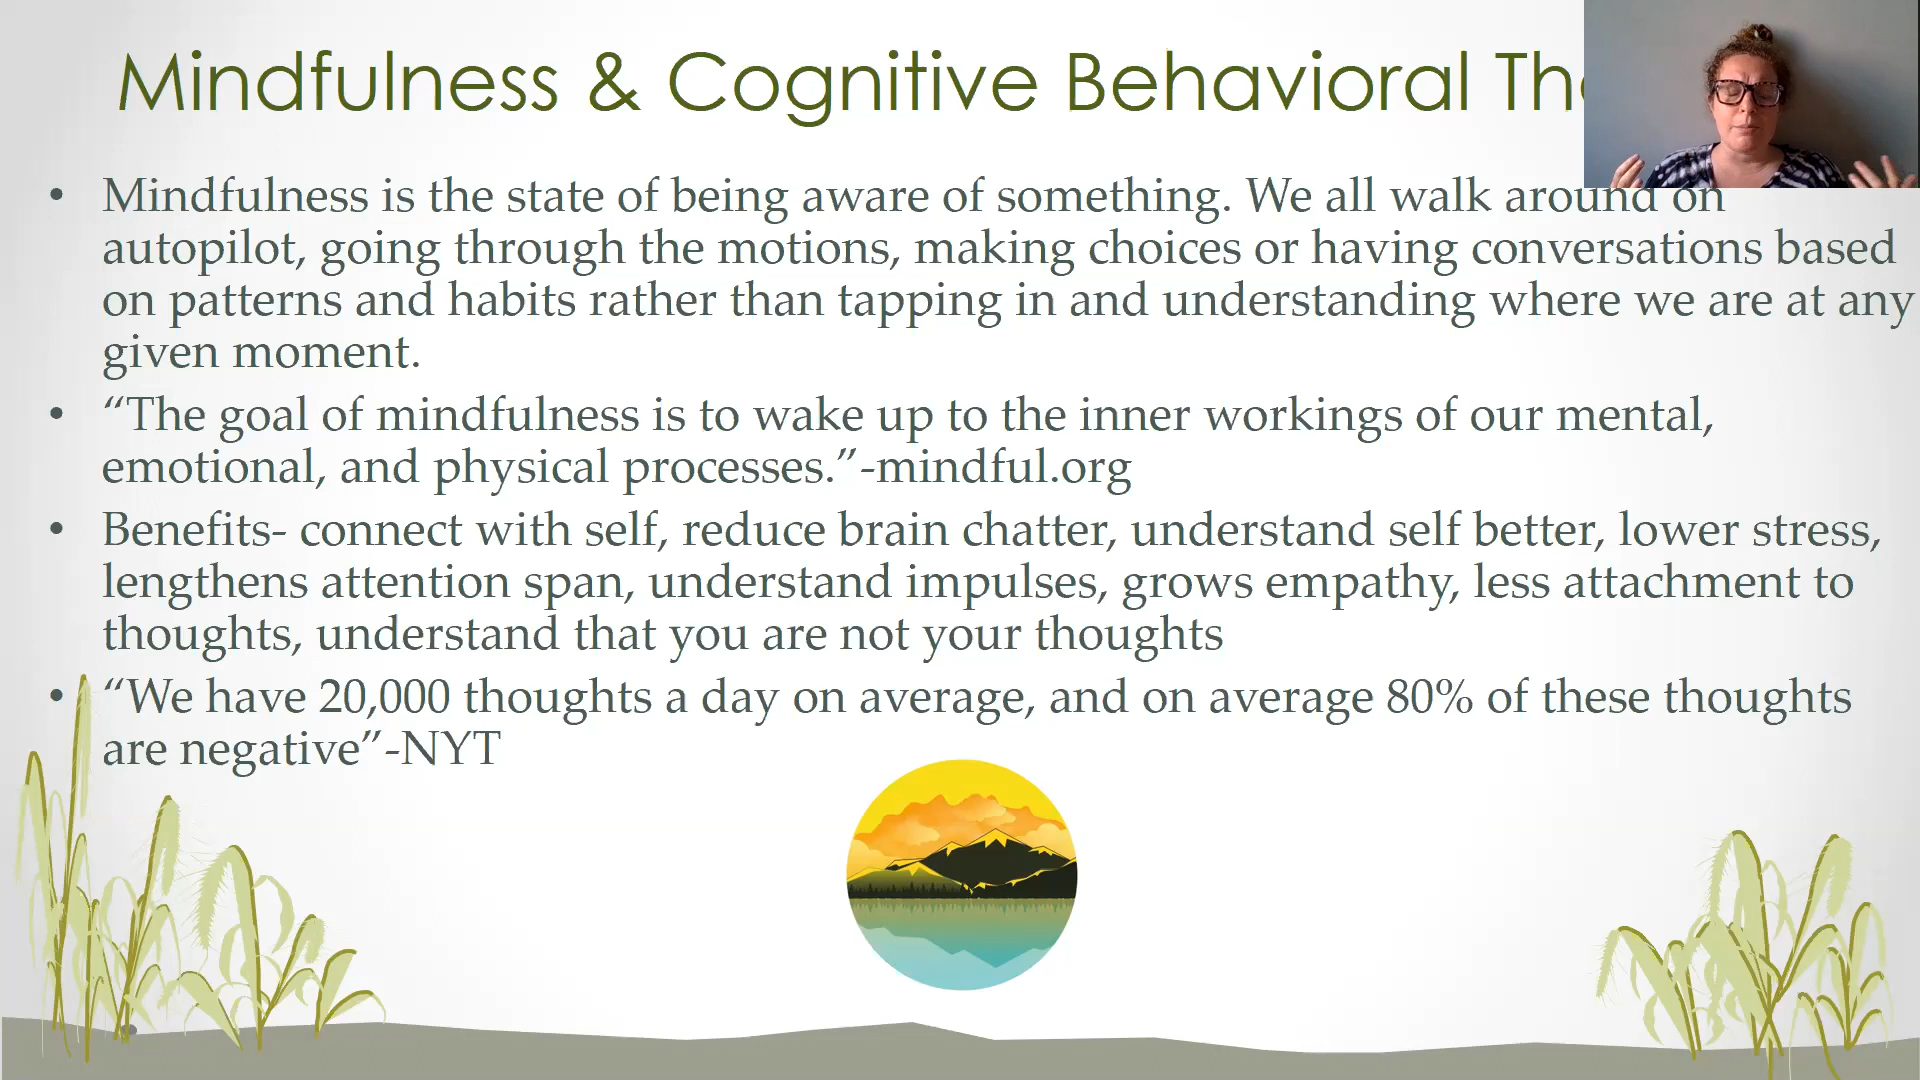 Mindfulness & Cognitive Behavioral
• Mindfulness is the state of being aware of something. We all walk around on
autopilot, going through the motions, making choices or having conversations based
on patterns and habits rather than tapping in and understanding where we are at any
given moment.
• “The goal of mindfulness is to wake up to the inner workings of our mental,
emotional, and physical processes.”-mindful.org
• Benefits- connect with self, reduce brain chatter, understand self better, lower stress,
lengthens attention span, understand impulses, grows empathy, less attachment to
thoughts, understand that you are not your thoughts
• “We have 20,000 thoughts a day on average, and on average 80% of these thoughts
are negative”-NYT